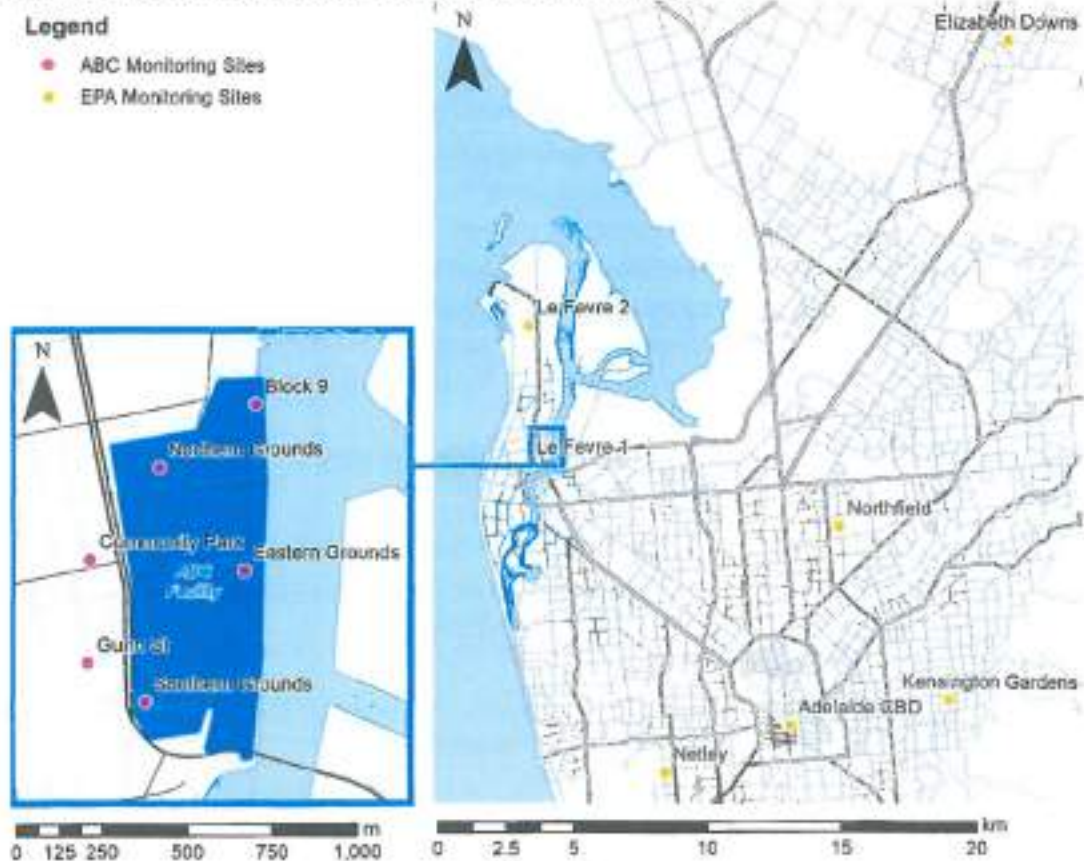 Legend
ABC Monitoring Sites
EPA Monitoring Sites
N
Elizabeth Downs
Le Fevre 2
Le Fevre 1
Northfield
Kensington Gardens
Adelaide CBD
Netley
N
Block 9
Northern Grounds
Community Park
Eastern Grounds
ABC
Facility
Gunn St
Southern Grounds
m
0 125 250 500 750 1,000
km
0 2.5 5 10 15 20